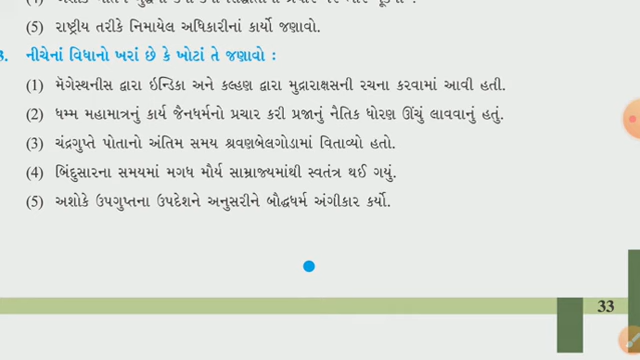 (5) રાષ્ટ્રીય તરીકે નિમાયેલ અધિકારીનાં કાર્યો જણાવો.
3. નીચેનાં વિધાનો ખરાં છે કે ખોટાં તે જણાવો :
(1) મૅગેસ્થનીસ દ્વારા ઇન્ડિકા અને કલ્હણ દ્વારા મુદ્રારાક્ષસની રચના કરવામાં આવી હતી.
(2) ધમ્મ મહામાત્રનું કાર્ય જૈનધર્મનો પ્રચાર કરી પ્રજાનું નૈતિક ધોરણ ઊંચું લાવવાનું હતું.
(3) ચંદ્રગુપ્તે પોતાનો અંતિમ સમય શ્રવણબેલગોડામાં વિતાવ્યો હતો.
(4) બિંદુસારના સમયમાં મગધ મૌર્ય સામ્રાજ્યમાંથી સ્વતંત્ર થઈ ગયું.
(5) અશોકે ઉપગુપ્તના ઉપદેશને અનુસરીને બૌદ્ધધર્મ અંગીકાર કર્યો.
33